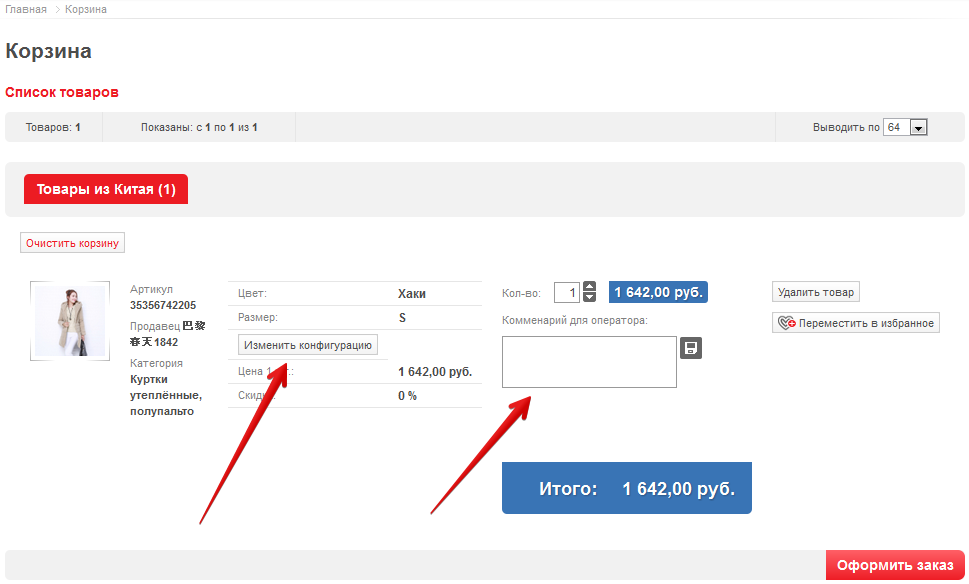 Главная > Корзина
Корзина
Список товаров
Товаров: 1
Показаны: с 1 по 1 из 1
Выводить по 64
Товары из Китая (1)
Очистить корзину
Артикул
35356742205
Продавец 巴黎
春天1842
Категория
Куртки
утеплённые,
полупальто
Цвет: Хаки
Размер: S
Изменить конфигурацию
Цена 1 1 642,00 руб.
Скидка 0 %
Кол-во: 1 1 642,00 руб.
Комменарий для оператора:
Удалить товар
Переместить в избранное
Итого: 1 642,00 руб.
Оформить заказ